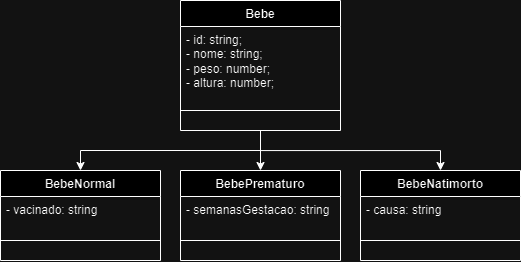 Bebe
- id: string;
- nome: string;
- peso: number;
- altura: number;
BebeNormal
- vacinado: string
BebePrematuro
- semanasGestacao: string
BebeNatimorto
- causa: string